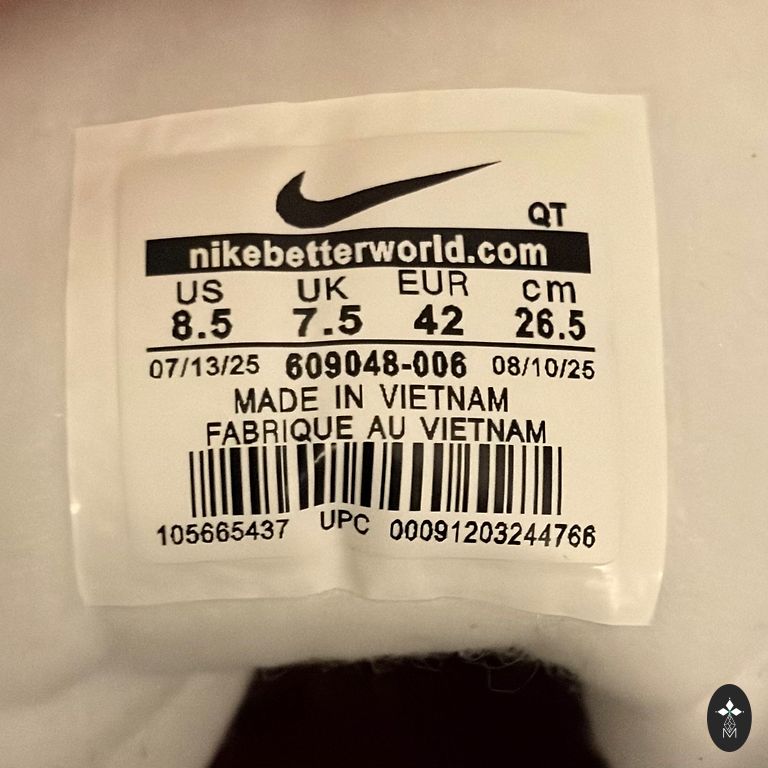 QT
nikebetterworld.com
US UK EUR cm
8.5 7.5 42 26.5
07/13/25 609048-006 08/10/25
MADE IN VIETNAM
FABRIQUE AU VIETNAM
105665437 UPC 00091203244766
M